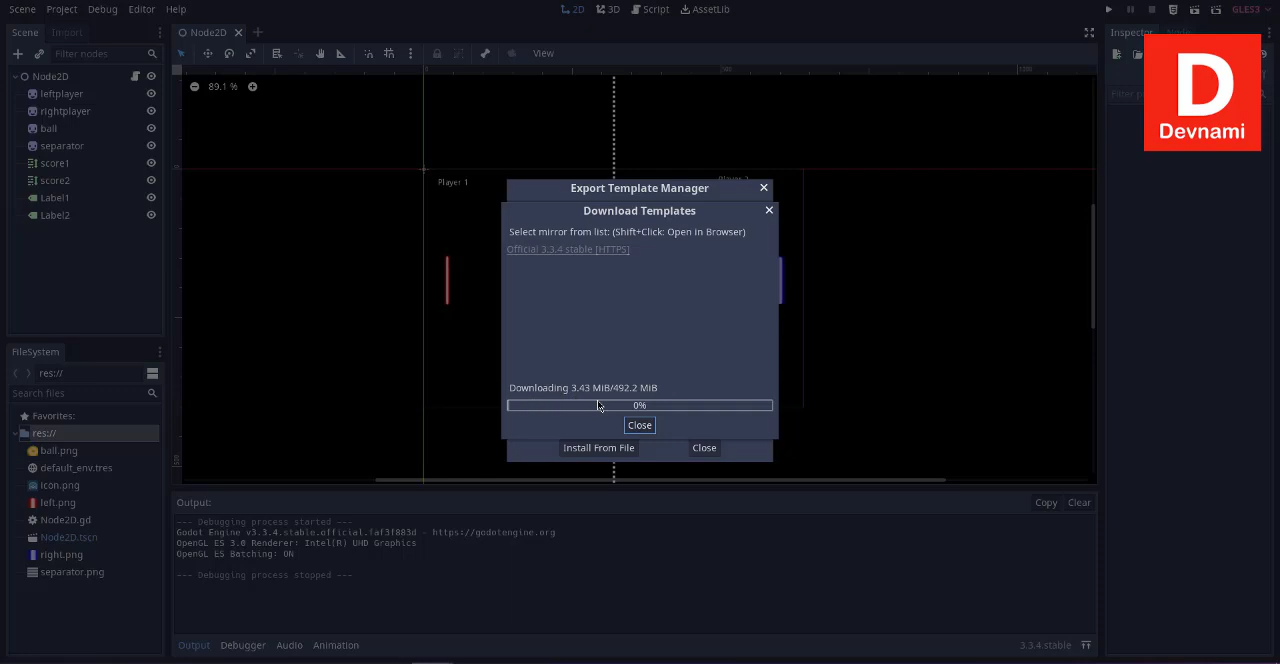 Scene Project Debug Editor Help
2D 3D Script AssetLib
GLES3
Scene Import
Node2D
Inspector Node
Filter nodes
View
Node2D
leftplayer
rightplayer
ball
separator
score1
score2
Label1
Label2
89.1 %
0
500
1000
Player 1
Player 2
D
Devnami
Export Template Manager
Download Templates
Select mirror from list: (Shift+Click: Open in Browser)
Official 3.3.4 stable [HTTPS]
Downloading 3.43 MiB/492.2 MiB
0%
Close
Install From File Close
FileSystem
res://
Search files
Favorites:
res://
ball.png
default_env.tres
icon.png
left.png
Node2D.gd
Node2D.tscn
right.png
separator.png
Output: Copy Clear
--- Debugging process started ---
Godot Engine v3.3.4.stable.official.faf3f883d - https://godotengine.org
OpenGL ES 3.0 Renderer: Intel(R) UHD Graphics
OpenGL ES Batching: ON
--- Debugging process stopped ---
Output Debugger Audio Animation 3.3.4 stable